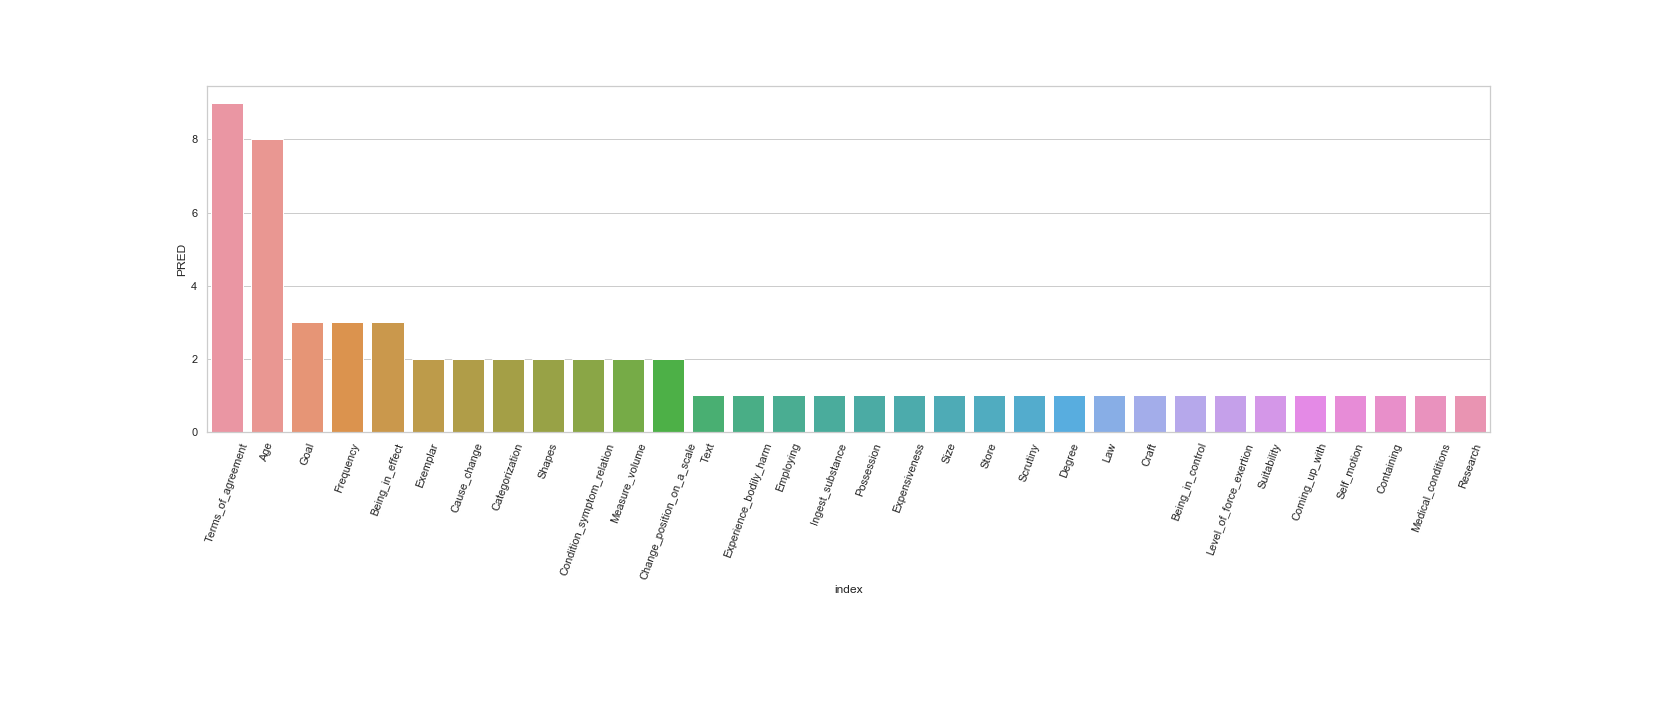 PRED
8
6
4
2
0
Terms_of_agreement
Age
Goal
Frequency
Being_in_effect
Exemplar
Cause_change
Categorization
Shapes
Condition_symptom_relation
Measure_volume
Change_position_on_a_scale
Text
Experience_bodily_harm
Employing
Ingest_substance
Possession
Expensiveness
Size
Store
Scrutiny
Degree
Law
Craft
Being_in_control
Level_of_force_exertion
Suitability
Coming_up_with
Self_motion
Containing
Medical_conditions
Research
index